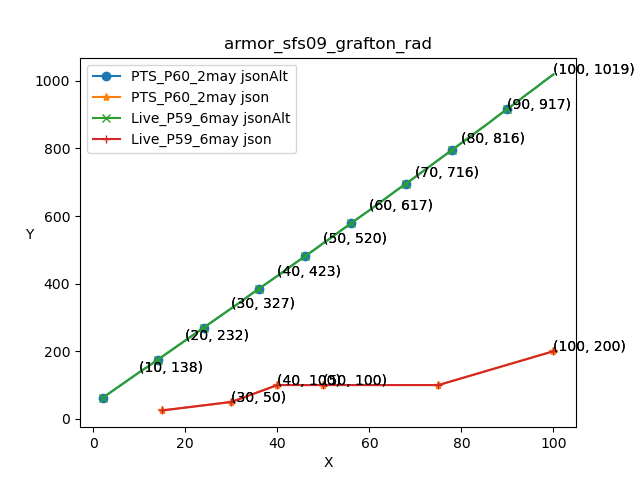 armor_sfs09_grafton_rad
PTS_P60_2may jsonAlt
PTS_P60_2may json
Live_P59_6may jsonAlt
Live_P59_6may json
(100, 1019)
(90, 917)
(80, 816)
(70, 716)
(60, 617)
(50, 520)
(40, 423)
(30, 327)
(20, 232)
(10, 138)
(100, 200)
(40, 100)
(50, 100)
(30, 50)
1000
800
600
400
200
0
Y
0 20 40 60 80 100
X